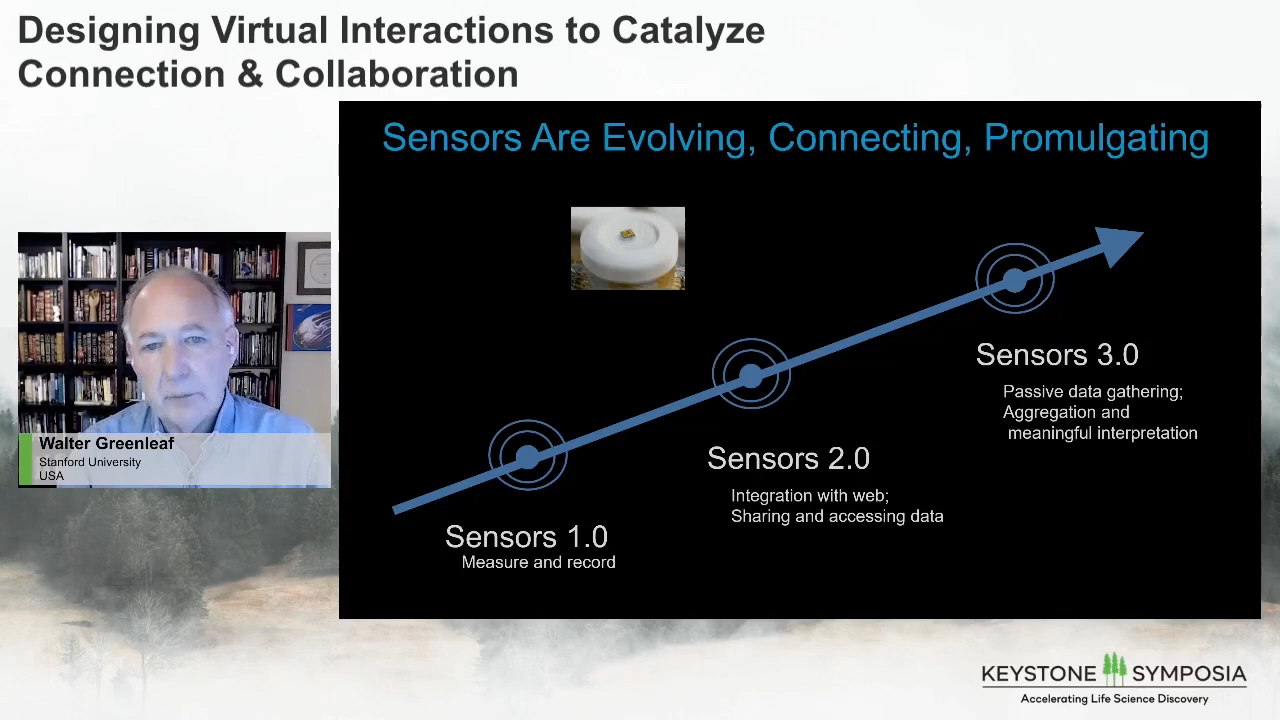 Designing Virtual Interactions to Catalyze
Connection & Collaboration
Sensors Are Evolving, Connecting, Promulgating
Walter Greenleaf
Stanford University
USA
Sensors 1.0
Measure and record
Sensors 2.0
Integration with web;
Sharing and accessing data
Sensors 3.0
Passive data gathering;
Aggregation and
meaningful interpretation
KEYSTONE SYMPOSIA
Accelerating Life Science Discovery